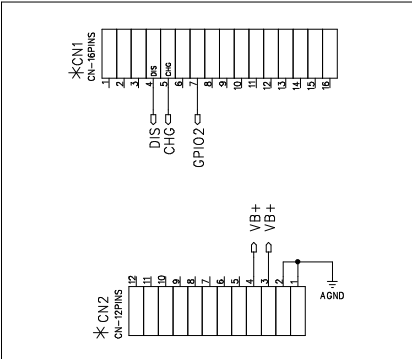 *CN1
CN-16PINS
DIS
CHG
1 2 3 4 5 6 7 8 9 10 11 12 13 14 15 16
DIS
CHG
GPIO2
VB+
VB+
12 11 10 9 8 7 6 5 4 3 2 1
AGND
*CN2
CN-12PINS